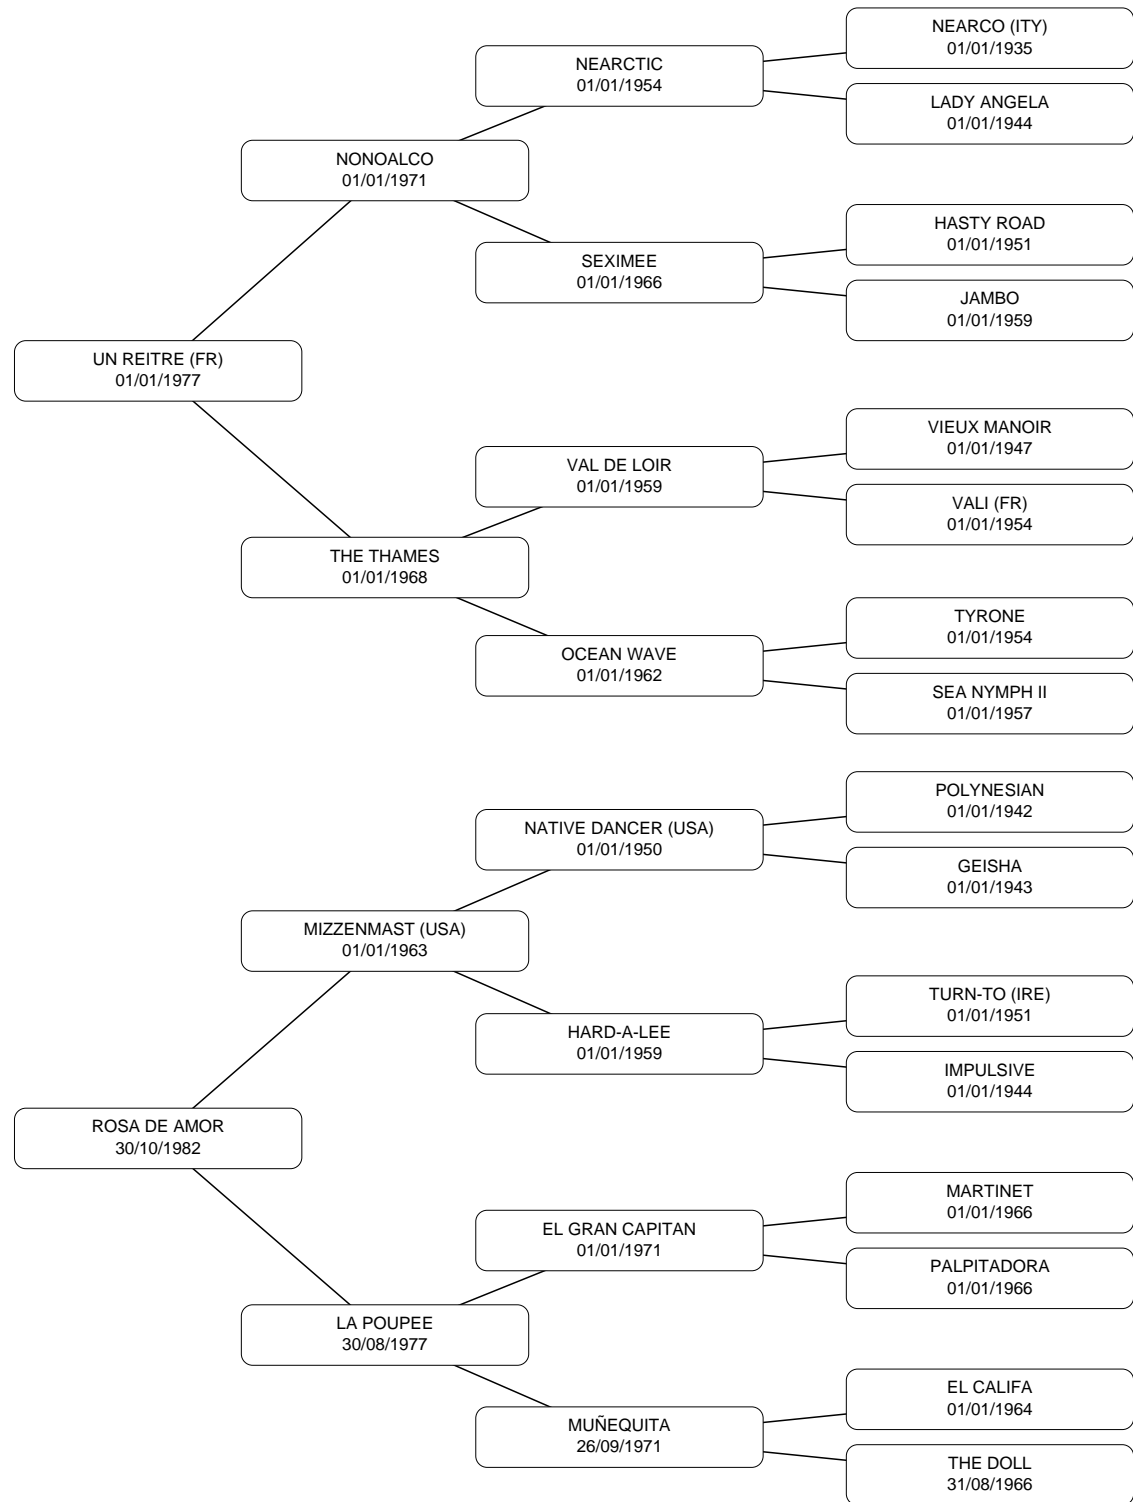 NEARCO (ITY)
01/01/1935
NEARCTIC
01/01/1954
LADY ANGELA
01/01/1944
NONOALCO
01/01/1971
HASTY ROAD
01/01/1951
SEXIMEE
01/01/1966
JAMBO
01/01/1959
UN REITRE (FR)
01/01/1977
VIEUX MANOIR
01/01/1947
VAL DE LOIR
01/01/1959
VALI (FR)
01/01/1954
THE THAMES
01/01/1968
TYRONE
01/01/1954
OCEAN WAVE
01/01/1962
SEA NYMPH II
01/01/1957
POLYNESIAN
01/01/1942
NATIVE DANCER (USA)
01/01/1950
GEISHA
01/01/1943
MIZZENMAST (USA)
01/01/1963
TURN-TO (IRE)
01/01/1951
HARD-A-LEE
01/01/1959
IMPULSIVE
01/01/1944
ROSA DE AMOR
30/10/1982
MARTINET
01/01/1966
EL GRAN CAPITAN
01/01/1971
PALPITADORA
01/01/1966
LA POUPEE
30/08/1977
EL CALIFA
01/01/1964
MUÑEQUITA
26/09/1971
THE DOLL
31/08/1966